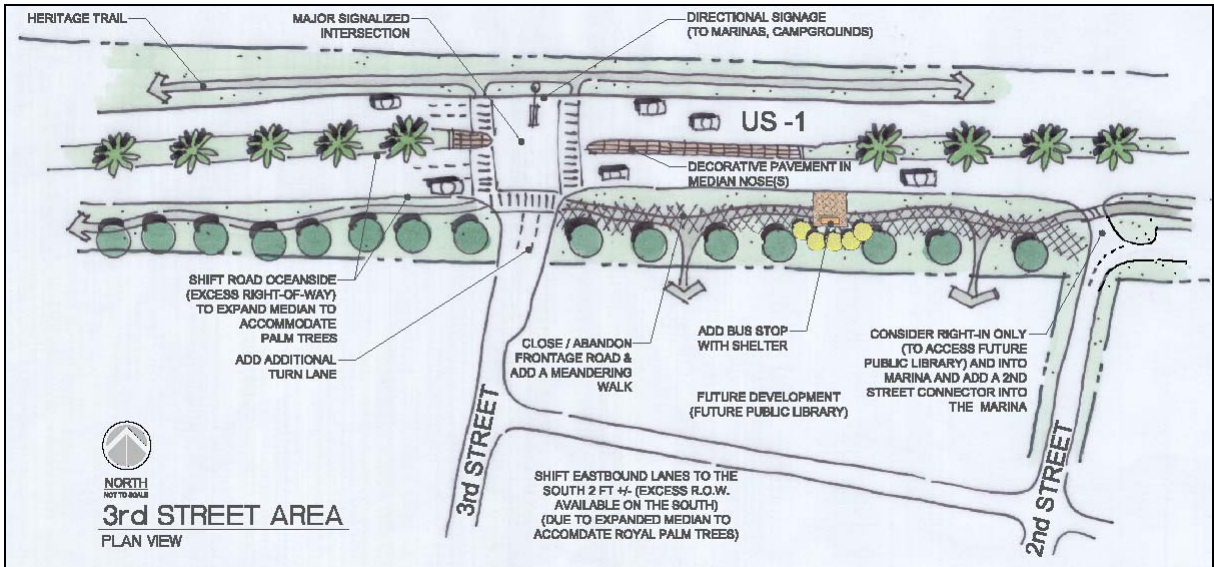 HERITAGE TRAIL
MAJOR SIGNALIZED
INTERSECTION
DIRECTIONAL SIGNAGE
(TO MARINAS, CAMPGROUNDS)
US -1
DECORATIVE PAVEMENT IN
MEDIAN NOSE(S)
SHIFT ROAD OCEANSIDE
(EXCESS RIGHT-OF-WAY)
TO EXPAND MEDIAN TO
ACCOMMODATE
PALM TREES
ADD ADDITIONAL
TURN LANE
CLOSE / ABANDON
FRONTAGE ROAD &
ADD A MEANDERING
WALK
ADD BUS STOP
WITH SHELTER
CONSIDER RIGHT-IN ONLY
(TO ACCESS FUTURE
PUBLIC LIBRARY) AND INTO
MARINA AND ADD A 2ND
STREET CONNECTOR INTO
THE MARINA
FUTURE DEVELOPMENT
(FUTURE PUBLIC LIBRARY)
3rd STREET
2nd STREET
SHIFT EASTBOUND LANES TO THE
SOUTH 2 FT +/- (EXCESS R.O.W.
AVAILABLE ON THE SOUTH)
(DUE TO EXPANDED MEDIAN TO
ACCOMDATE ROYAL PALM TREES)
NORTH
NOT TO SCALE
3rd STREET AREA
PLAN VIEW